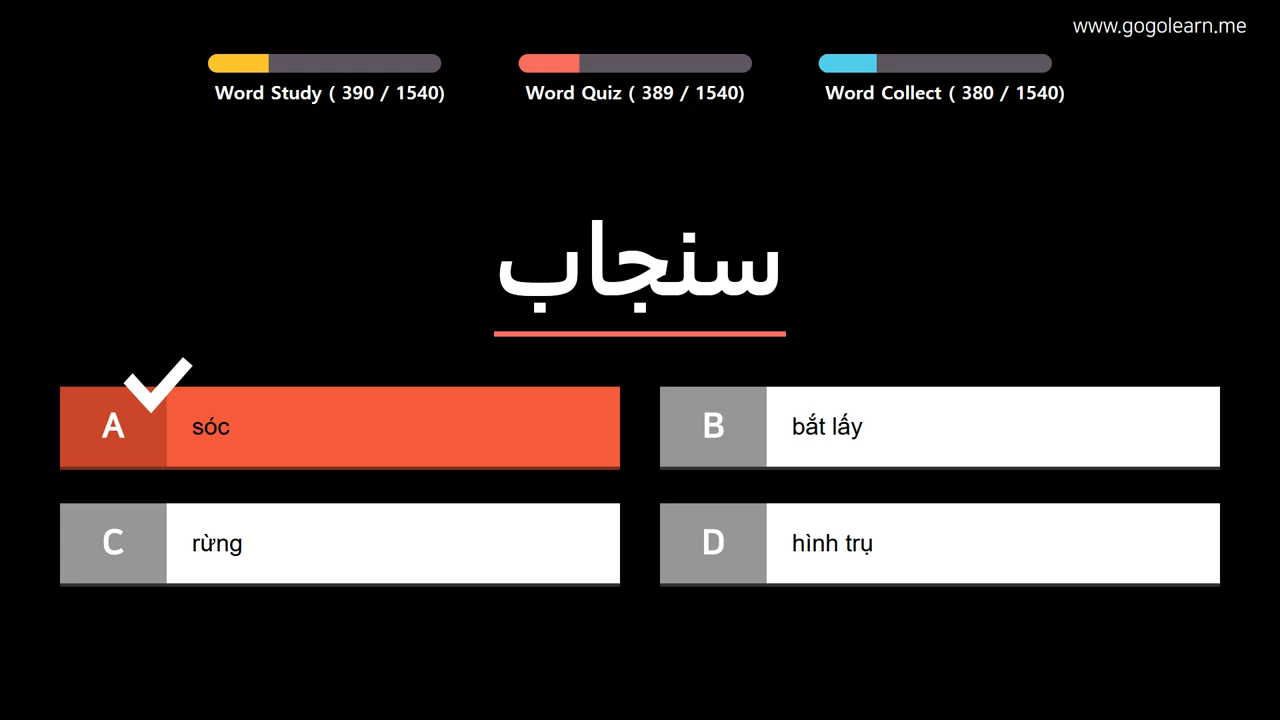 www.gogolearn.me
Word Study ( 390 / 1540)
Word Quiz ( 389 / 1540)
Word Collect ( 380 / 1540)
سنجاب
A
sóc
B
bắt lấy
C
rừng
D
hình trụ